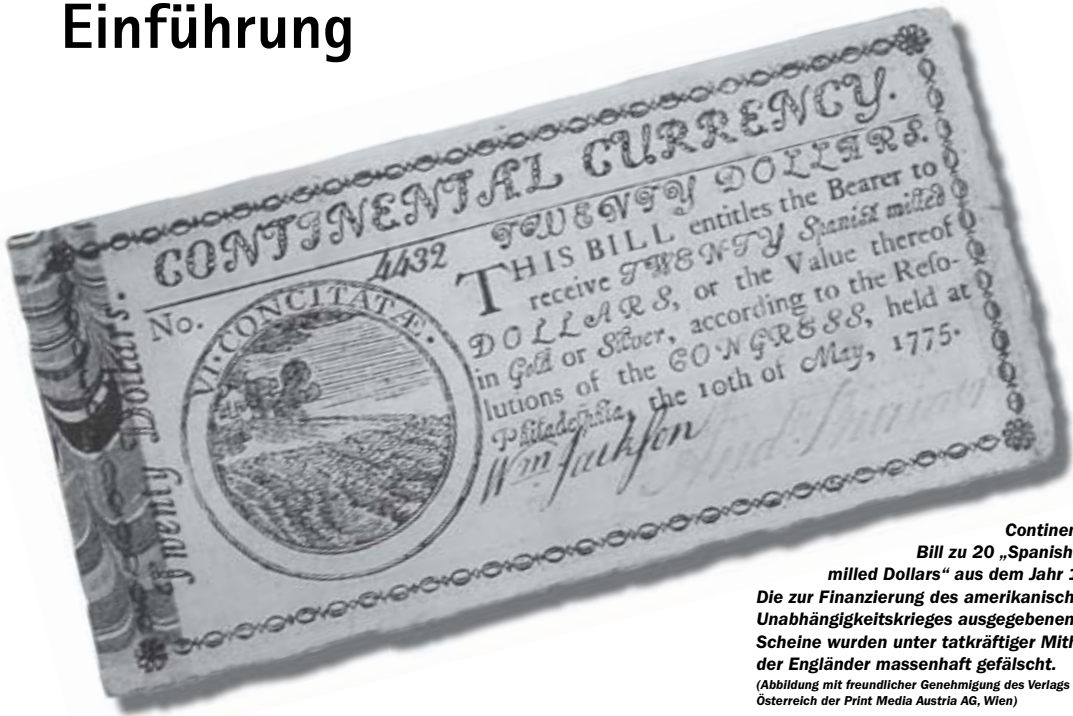 Einführung
CONTINENTAL CURRENCY.
No. 4432
TWENTY DOLLARS.
THIS BILL entitles the Bearer to
receive TWENTY Spanish milled
DOLLARS, or the Value thereof
in Gold or Silver, according to the Reso-
lutions of the CONGRESS, held at
Philadelphia, the 10th of May, 1775.
Wm Jackson
VI·CONCITATÆ·
Twenty Dollars.
Bill zu 20 „Spanish
milled Dollars“ aus dem Jahr
Die zur Finanzierung des
Unabhängigkeitskrieges ausgegebenen
Scheine wurden unter tatkräftiger
der Engländer massenhaft gefälscht.
(Abbildung mit freundlicher Genehmigung des Verlags
Österreich der Print Media Austria AG, Wien)